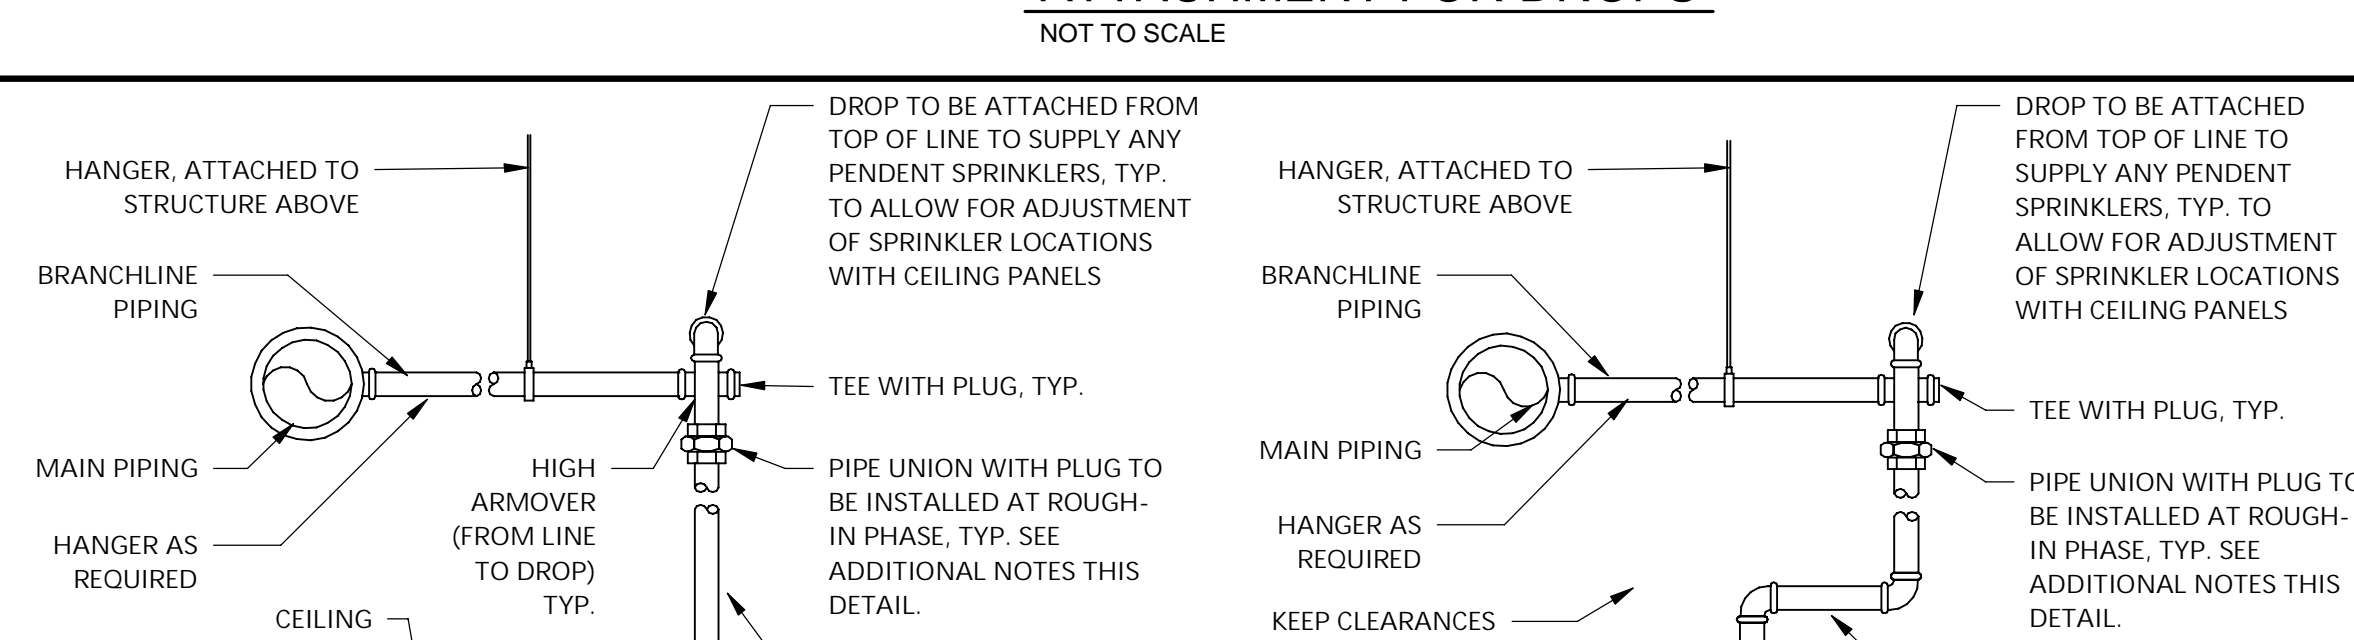 ATTACHMENT FOR DROPS
NOT TO SCALE
HANGER, ATTACHED TO
STRUCTURE ABOVE
BRANCHLINE
PIPING
MAIN PIPING
HANGER AS
REQUIRED
CEILING
HIGH
ARMOVER
(FROM LINE
TO DROP)
TYP.
DROP TO BE ATTACHED FROM
TOP OF LINE TO SUPPLY ANY
PENDENT SPRINKLERS, TYP.
TO ALLOW FOR ADJUSTMENT
OF SPRINKLER LOCATIONS
WITH CEILING PANELS
TEE WITH PLUG, TYP.
PIPE UNION WITH PLUG TO
BE INSTALLED AT ROUGH-
IN PHASE, TYP. SEE
ADDITIONAL NOTES THIS
DETAIL.
HANGER, ATTACHED TO
STRUCTURE ABOVE
BRANCHLINE
PIPING
MAIN PIPING
HANGER AS
REQUIRED
KEEP CLEARANCES
DROP TO BE ATTACHED
FROM TOP OF LINE TO
SUPPLY ANY PENDENT
SPRINKLERS, TYP. TO
ALLOW FOR ADJUSTMENT
OF SPRINKLER LOCATIONS
WITH CEILING PANELS
TEE WITH PLUG, TYP.
PIPE UNION WITH PLUG TO
BE INSTALLED AT ROUGH-
IN PHASE, TYP. SEE
ADDITIONAL NOTES THIS
DETAIL.